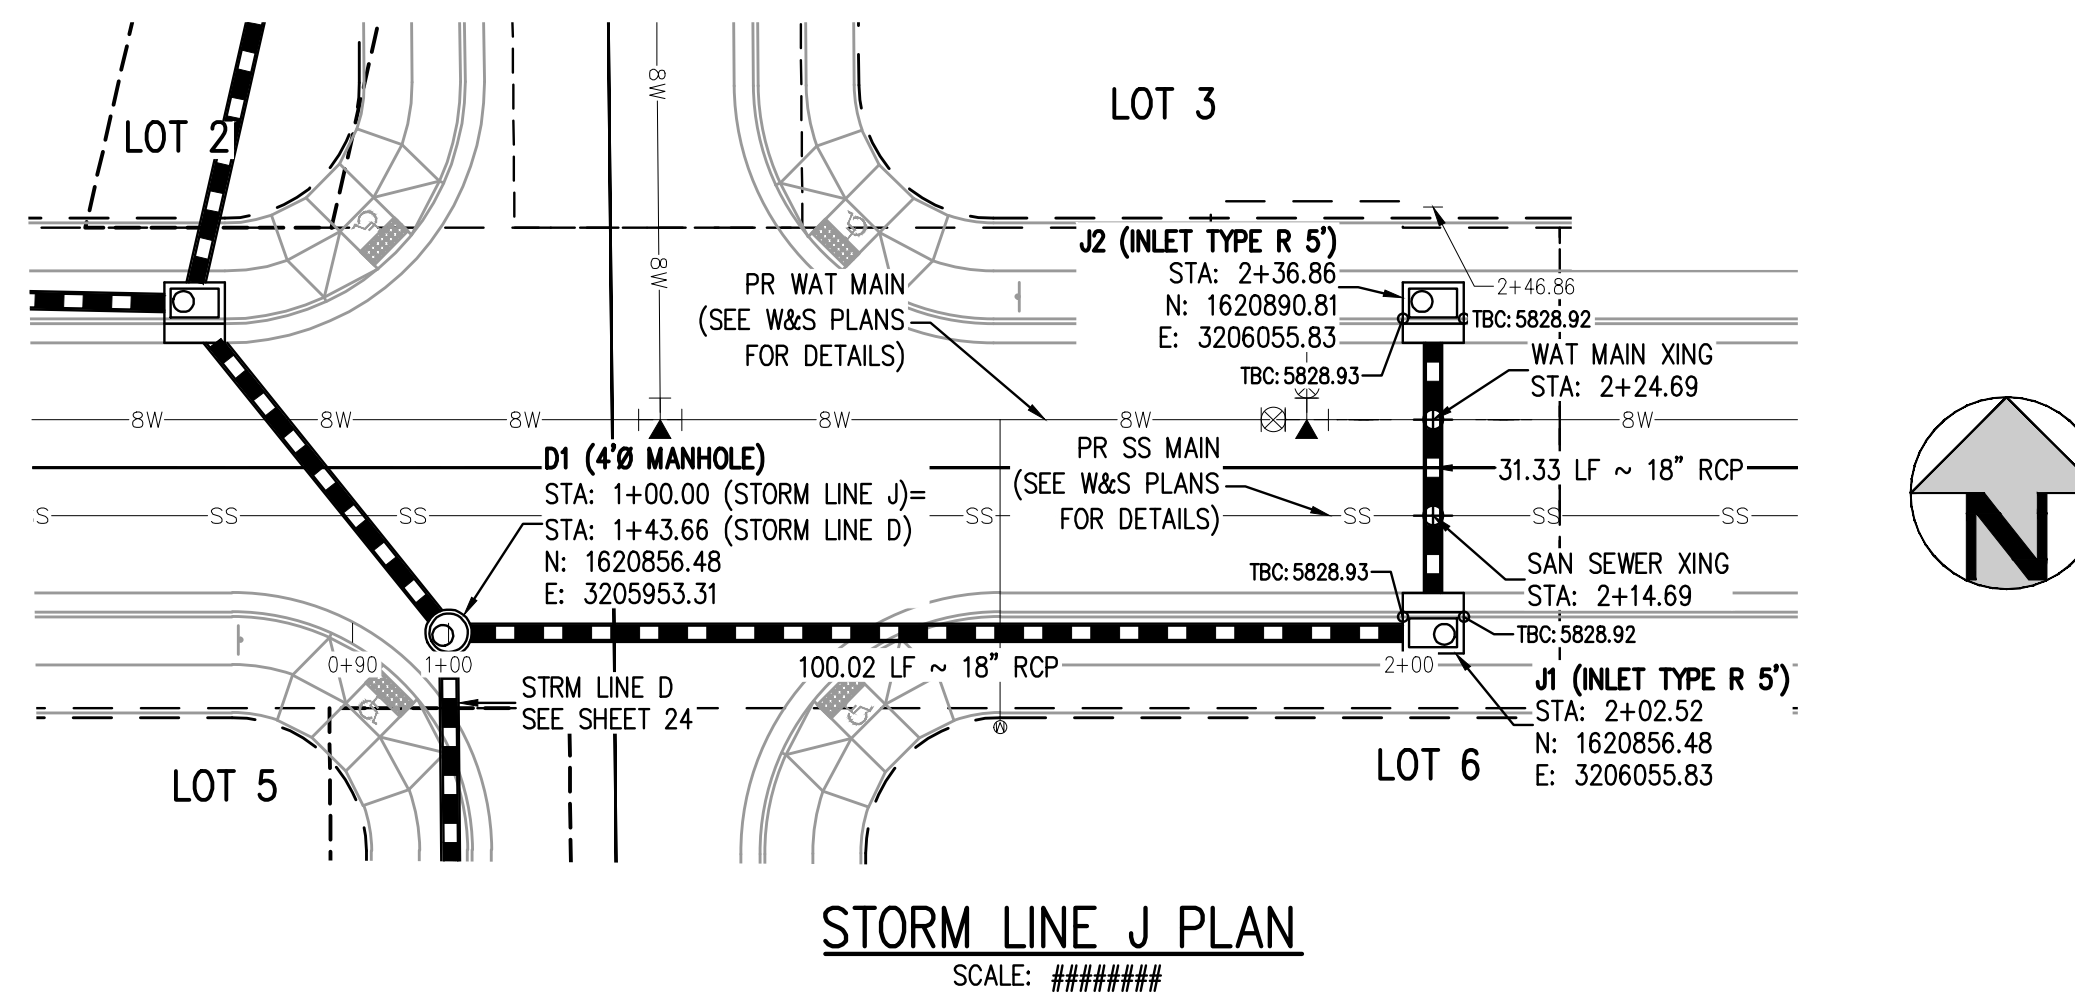 8W
LOT 3
LOT 2
J2 (INLET TYPE R 5')
STA: 2+36.86
N: 1620890.81
E: 3206055.83
8W
PR WAT MAIN
(SEE W&S PLANS
FOR DETAILS)
2+46.86
TBC:5828.92
TBC:5828.93
WAT MAIN XING
STA: 2+24.69
8W
8W
8W
8W
8W
8W
D1 (4'Ø MANHOLE)
STA: 1+00.00 (STORM LINE J)=
STA: 1+43.66 (STORM LINE D)
N: 1620856.48
E: 3205953.31
PR SS MAIN
(SEE W&S PLANS
FOR DETAILS)
31.33 LF ~ 18" RCP
S
SS
SS
SS
SS
SS
SS
SAN SEWER XING
STA: 2+14.69
TBC:5828.93
TBC:5828.92
0+90
1+00
100.02 LF ~ 18" RCP
2+00
STRM LINE D
SEE SHEET 24
J1 (INLET TYPE R 5')
STA: 2+02.52
N: 1620856.48
E: 3206055.83
W
LOT 5
LOT 6
N
STORM LINE J PLAN
SCALE: ########